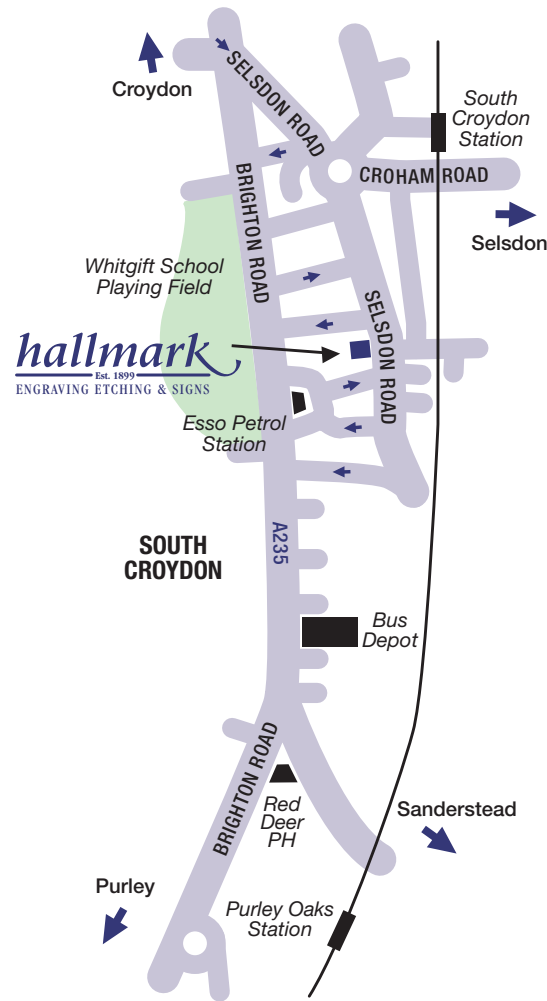 Croydon
SELSDON ROAD
South
Croydon
Station
BRIGHTON ROAD
CROHAM ROAD
Selsdon
Whitgift School
Playing Field
SELSDON ROAD
hallmark
Est. 1899
ENGRAVING ETCHING & SIGNS
Esso Petrol
Station
A235
SOUTH
CROYDON
Bus
Depot
BRIGHTON ROAD
Red
Deer
PH
Sanderstead
Purley
Purley Oaks
Station